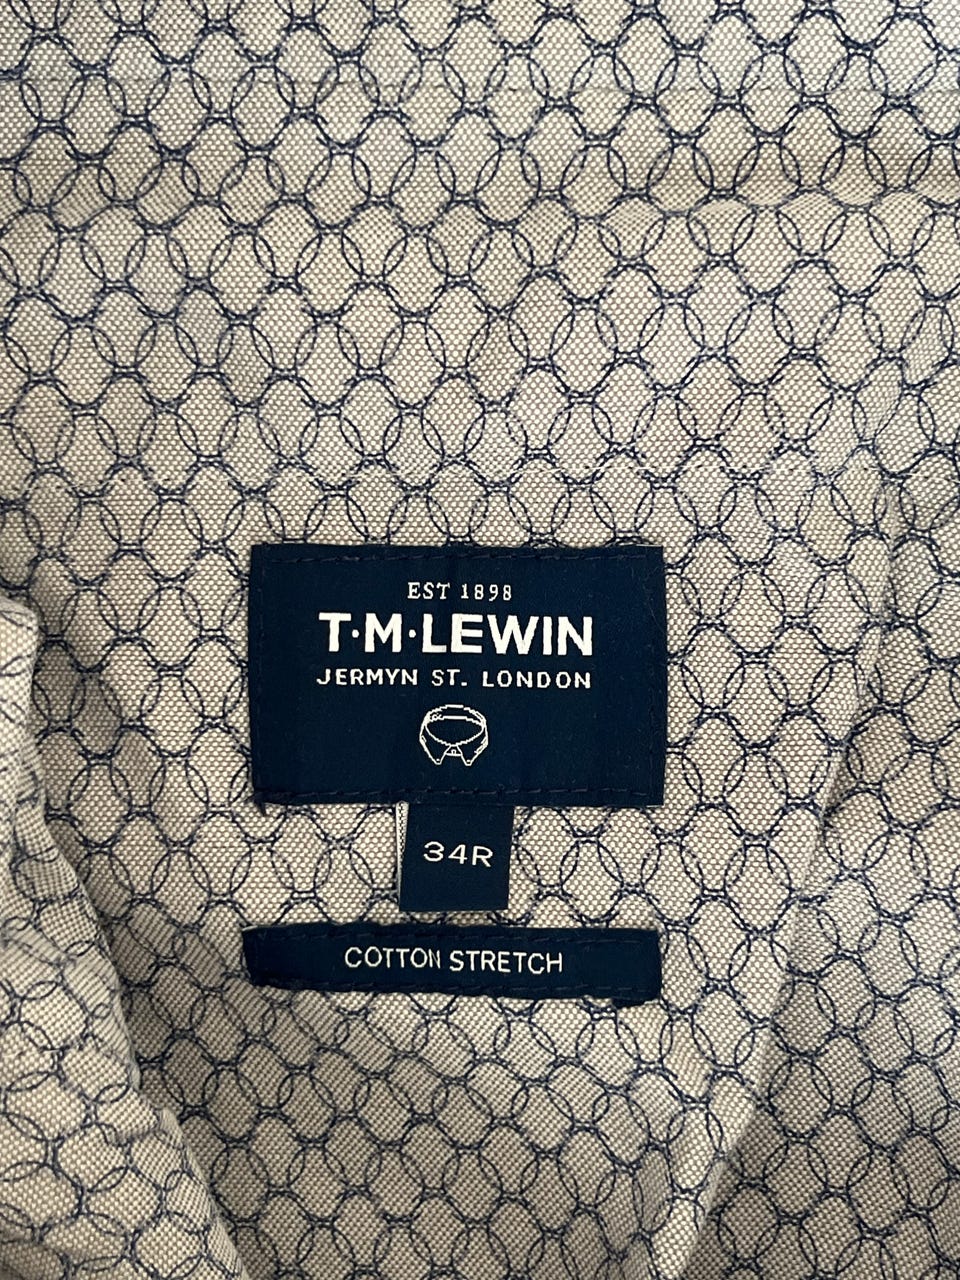 EST 1898
T·M·LEWIN
JERMYN ST. LONDON
34R
COTTON STRETCH